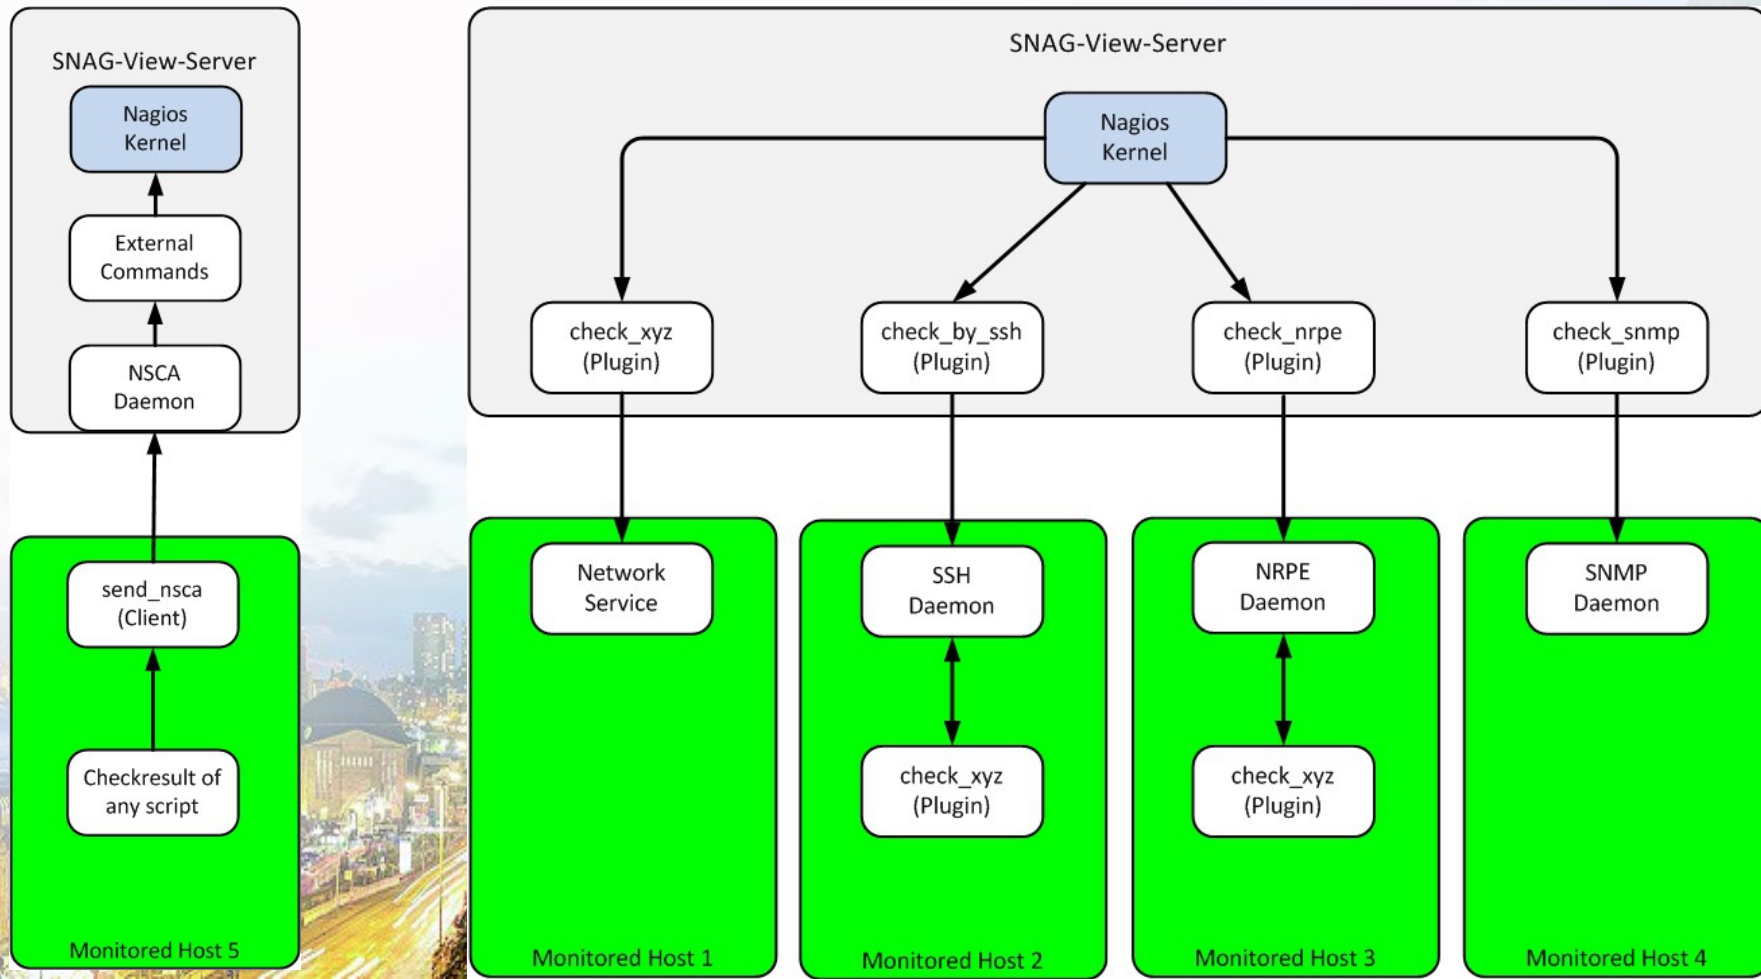 SNAG-View-Server
Nagios
Kernel
External
Commands
NSCA
Daemon
send_nsca
(Client)
Checkresult of
any script
Monitored Host 5
SNAG-View-Server
Nagios
Kernel
check_xyz
(Plugin)
check_by_ssh
(Plugin)
check_nrpe
(Plugin)
check_snmp
(Plugin)
Network
Service
SSH
Daemon
NRPE
Daemon
SNMP
Daemon
check_xyz
(Plugin)
check_xyz
(Plugin)
Monitored Host 1
Monitored Host 2
Monitored Host 3
Monitored Host 4